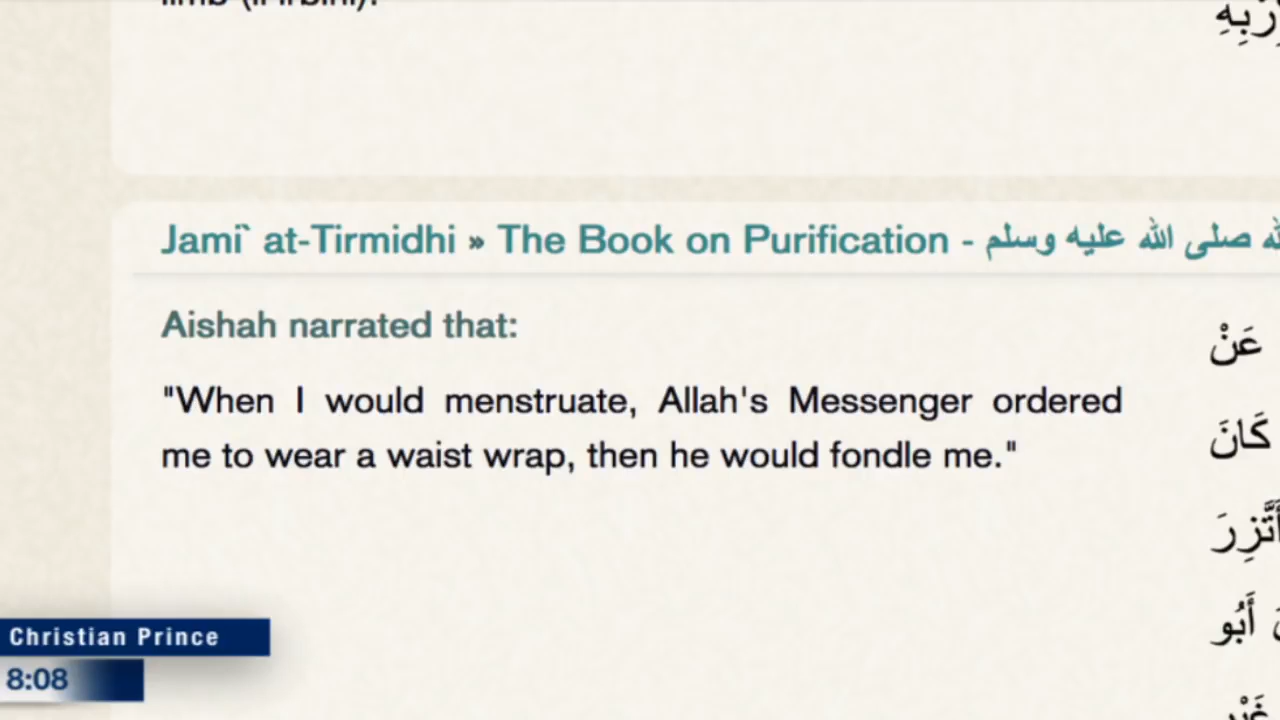 Jami` at-Tirmidhi » The Book on Purification - صلى الله عليه وسلم
Aishah narrated that:
عَنْ
"When I would menstruate, Allah's Messenger ordered
كَانَ
me to wear a waist wrap, then he would fondle me."
أَبُو
Christian Prince
8:08